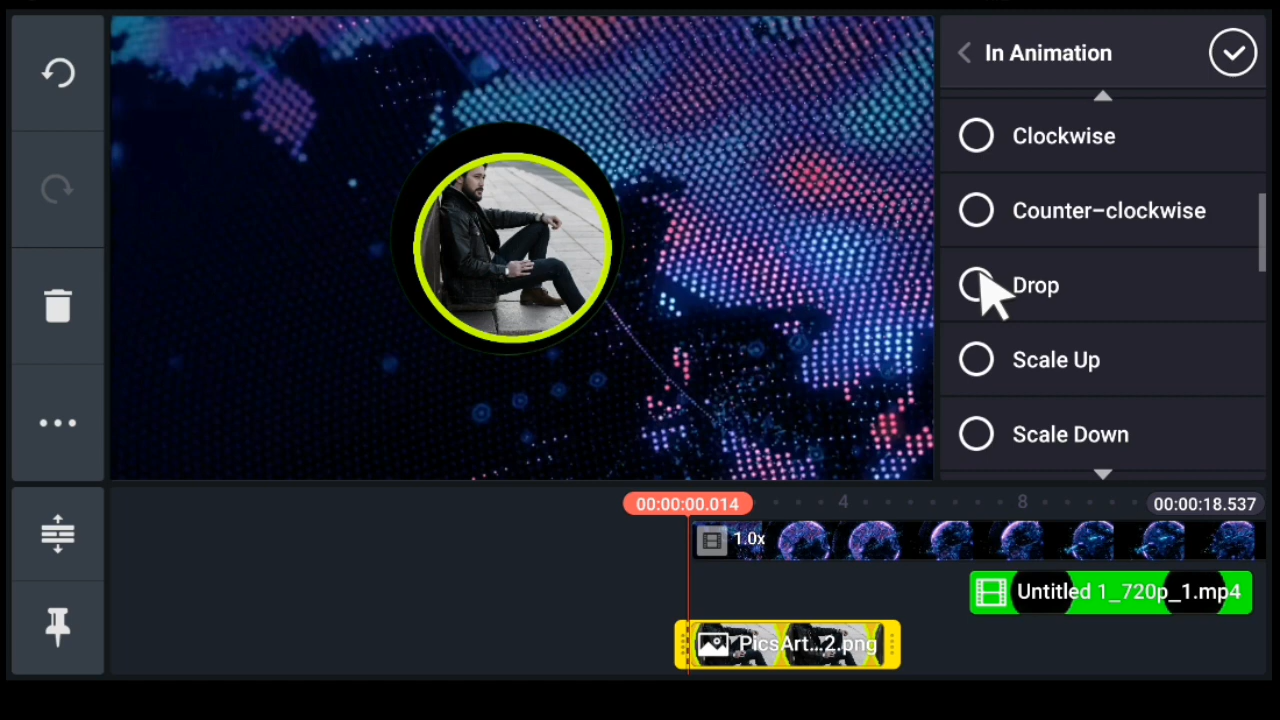 In Animation
Clockwise
Counter-clockwise
Drop
Scale Up
Scale Down
00:00:00.014
4
8
00:00:18.537
1.0x
Untitled 1_720p_1.mp4
PicsArt...2.png